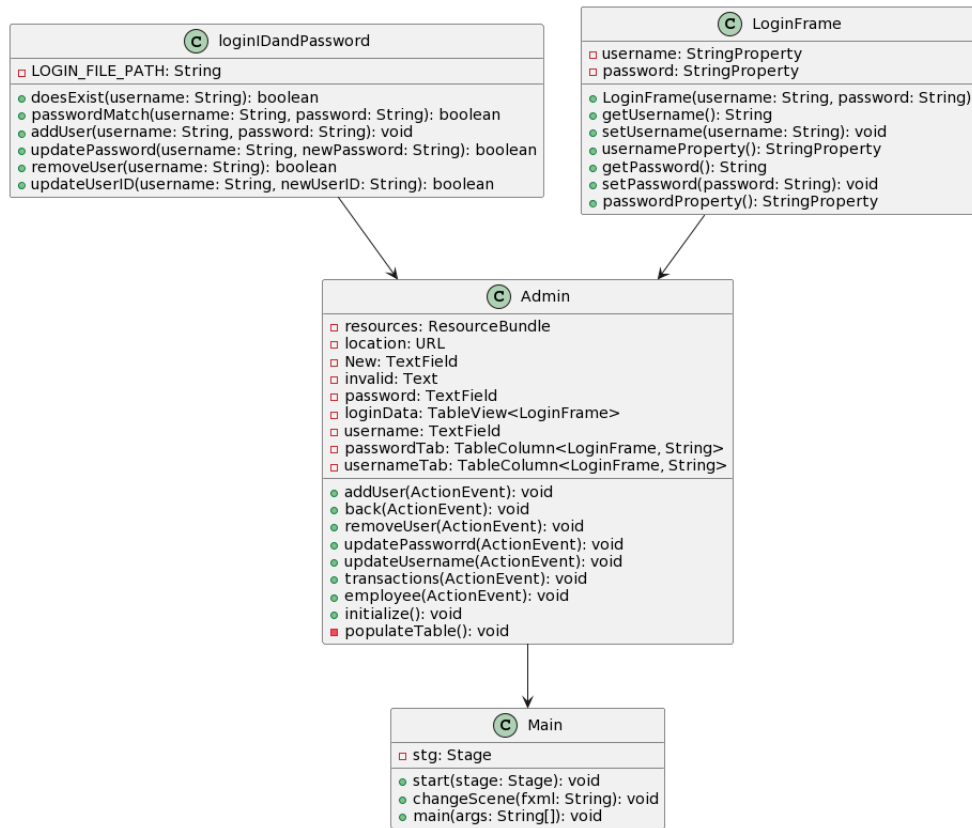 C loginIDandPassword
LOGIN_FILE_PATH: String
doesExist(username: String): boolean
passwordMatch(username: String, password: String): boolean
addUser(username: String, password: String): void
updatePassword(username: String, newPassword: String): boolean
removeUser(username: String): boolean
updateUserID(username: String, newUserID: String): boolean
C LoginFrame
username: StringProperty
password: StringProperty
LoginFrame(username: String, password: String)
getUsername(): String
setUsername(username: String): void
usernameProperty(): StringProperty
getPassword(): String
setPassword(password: String): void
passwordProperty(): StringProperty
C Admin
resources: ResourceBundle
location: URL
New: TextField
invalid: Text
password: TextField
loginData: TableView<LoginFrame>
username: TextField
passwordTab: TableColumn<LoginFrame, String>
usernameTab: TableColumn<LoginFrame, String>
addUser(ActionEvent): void
back(ActionEvent): void
removeUser(ActionEvent): void
updatePassworrd(ActionEvent): void
updateUsername(ActionEvent): void
transactions(ActionEvent): void
employee(ActionEvent): void
initialize(): void
populateTable(): void
C Main
stg: Stage
start(stage: Stage): void
changeScene(fxml: String): void
main(args: String[]): void